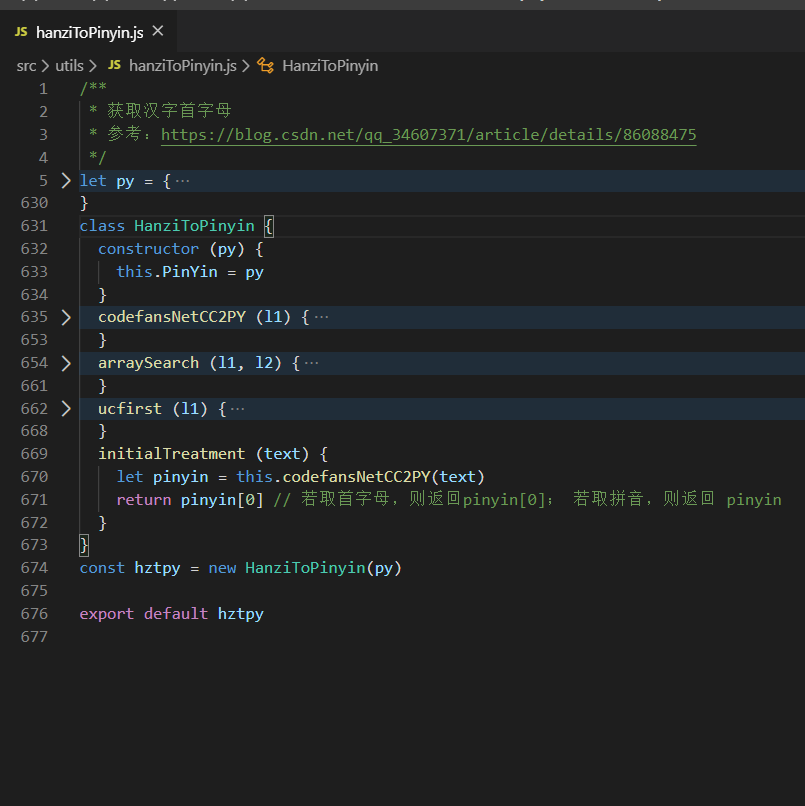 JS hanziToPinyin.js ×
src > utils > JS hanziToPinyin.js > HanziToPinyin
1 /**
2 * 获取汉字首字母
3 * 参考：https://blog.csdn.net/qq_34607371/article/details/86088475
4 */
5 > let py = {···
630 }
631 class HanziToPinyin {
632 constructor (py) {
633 this.PinYin = py
634 }
635 > codefansNetCC2PY (l1) {···
653 }
654 > arraySearch (l1, l2) {···
661 }
662 > ucfirst (l1) {···
668 }
669 initialTreatment (text) {
670 let pinyin = this.codefansNetCC2PY(text)
671 return pinyin[0] // 若取首字母，则返回pinyin[0]； 若取拼音，则返回 pinyin
672 }
673 }
674 const hztpy = new HanziToPinyin(py)
675
676 export default hztpy
677